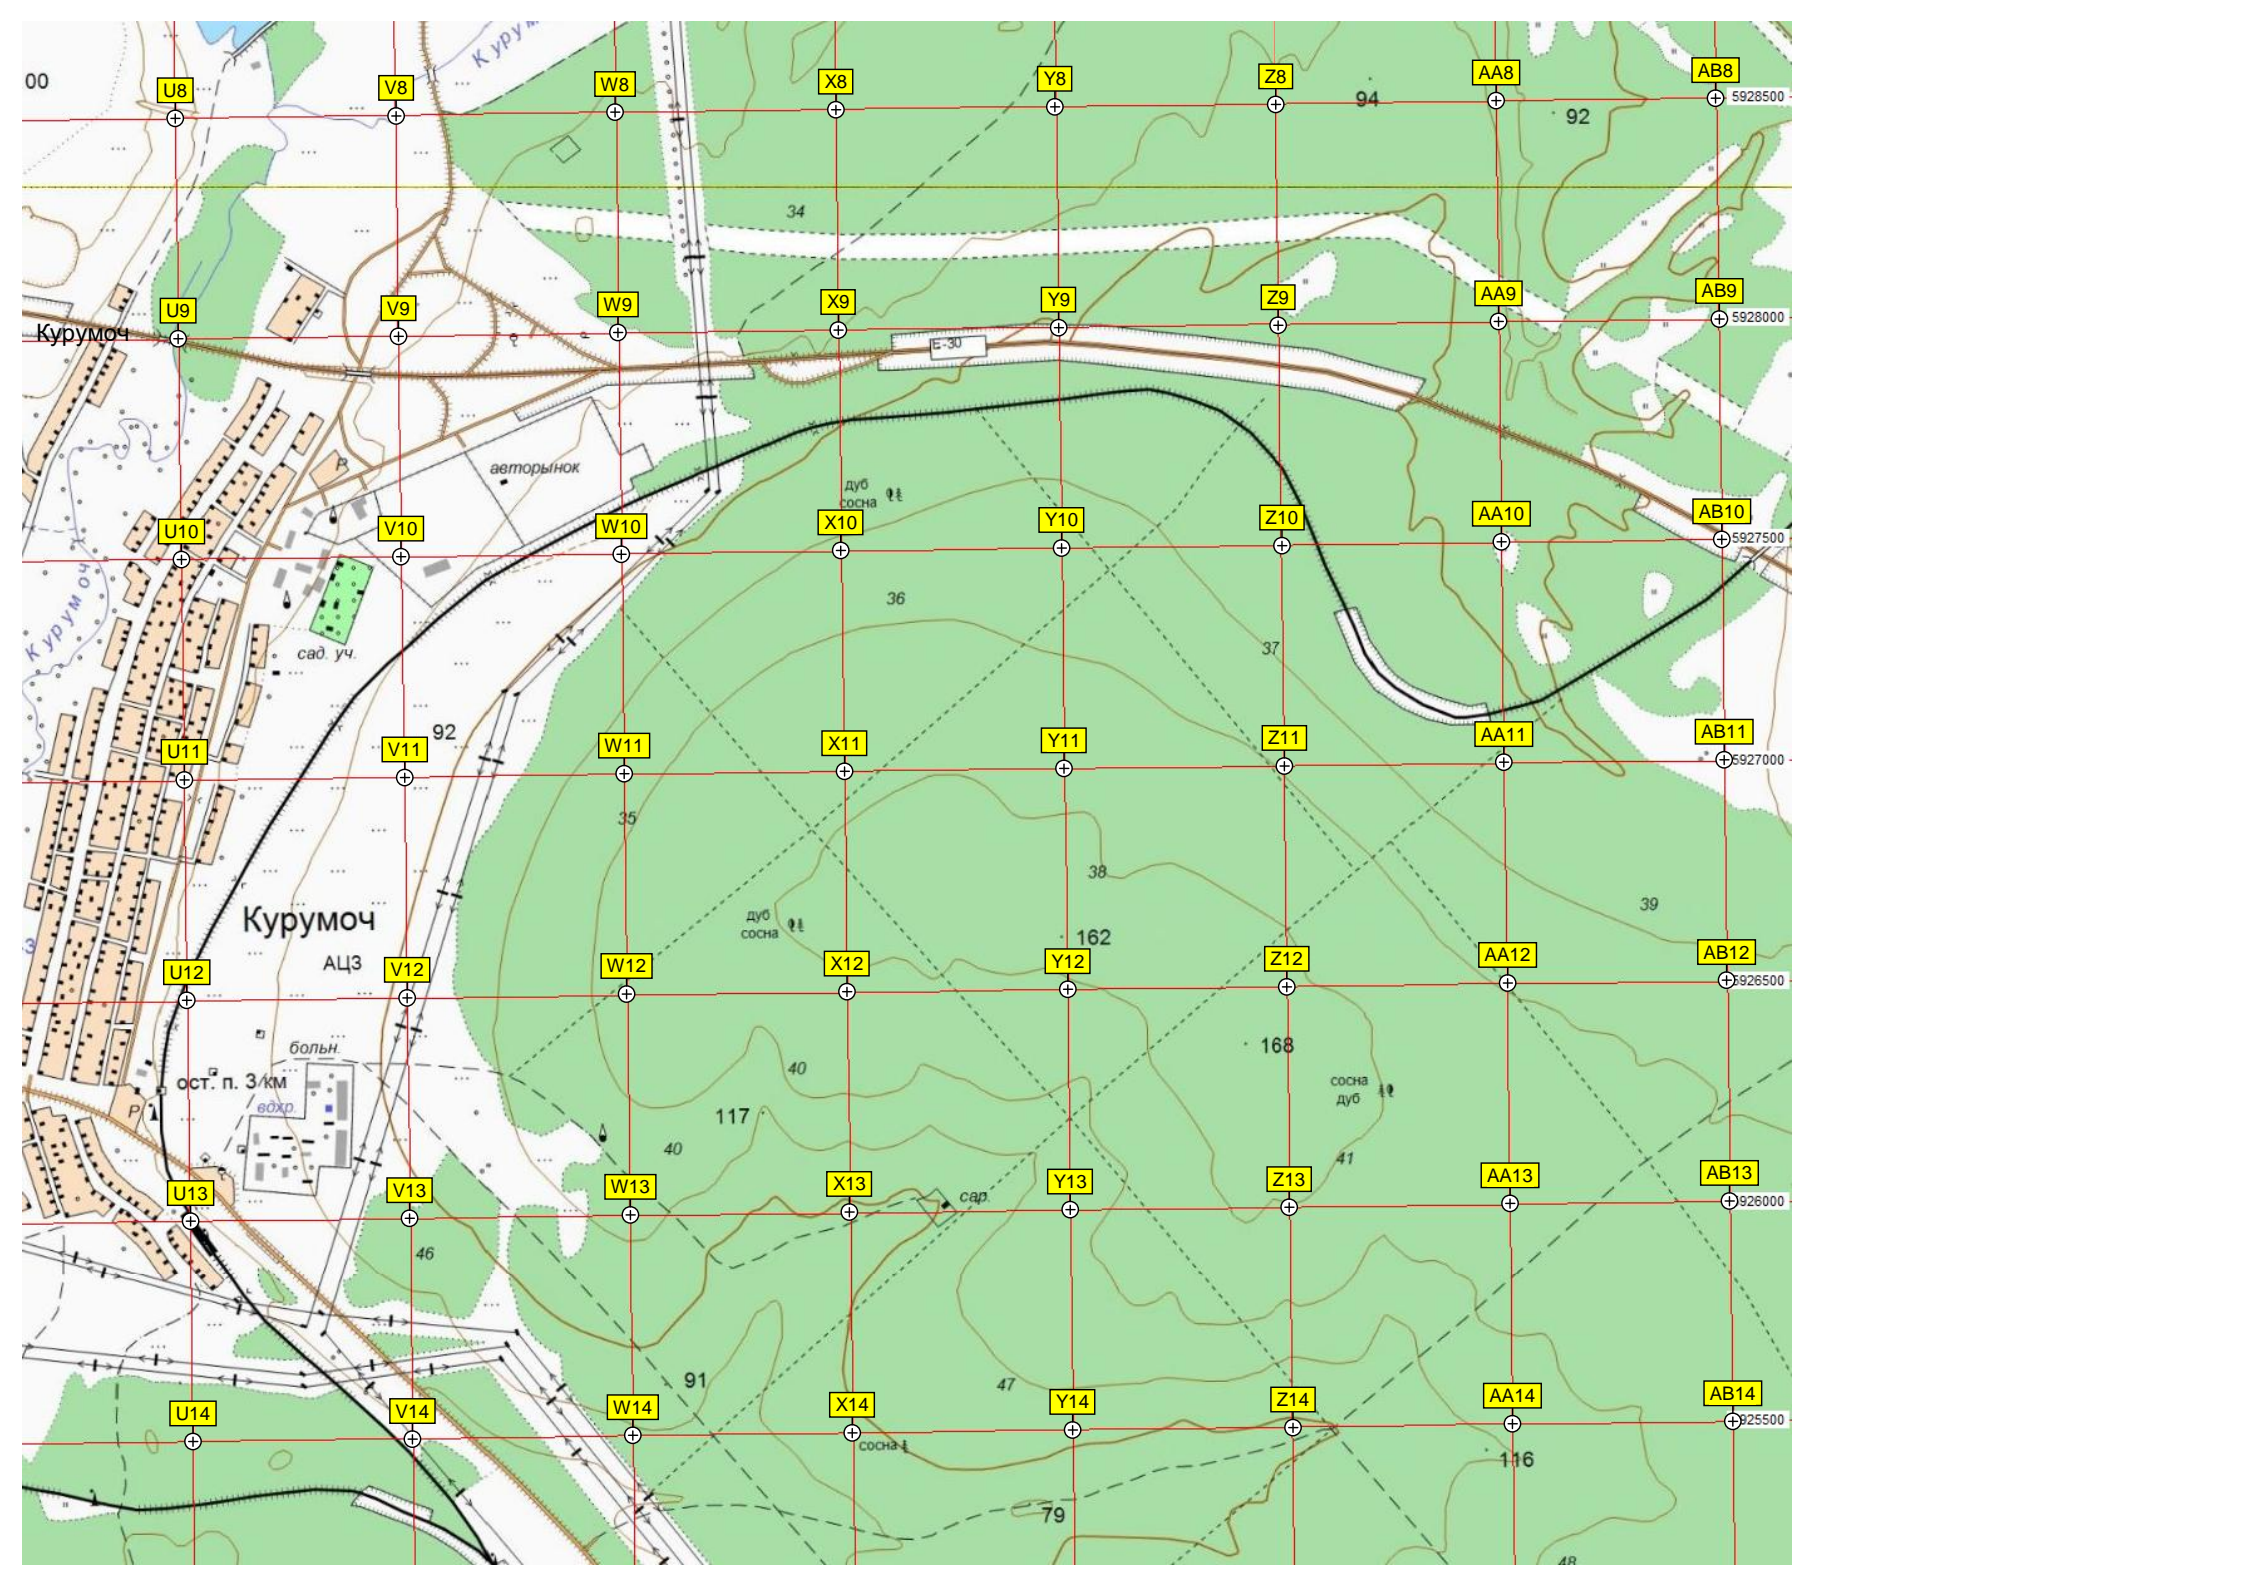 Курум
00
U8
V8
W8
X8
Y8
Z8
AA8
AB8
5928500
94
92
34
U9
V9
W9
X9
Y9
Z9
AA9
AB9
5928000
Курумоч
E-30
P
авторынок
дуб
сосна
U10
V10
W10
X10
Y10
Z10
AA10
AB10
5927500
Курумоч
36
37
сад. уч.
92
U11
V11
W11
X11
Y11
Z11
AA11
AB11
5927000
35
38
39
Курумоч
дуб
сосна
162
3
АЦЗ
U12
V12
W12
X12
Y12
Z12
AA12
AB12
5926500
больн.
168
ост. п. 3 км
40
сосна
дуб
P
вдхр.
117
40
41
U13
V13
W13
X13
Y13
Z13
AA13
AB13
926000
сар.
46
91
47
U14
V14
W14
X14
Y14
Z14
AA14
AB14
925500
сосна
116
79
48